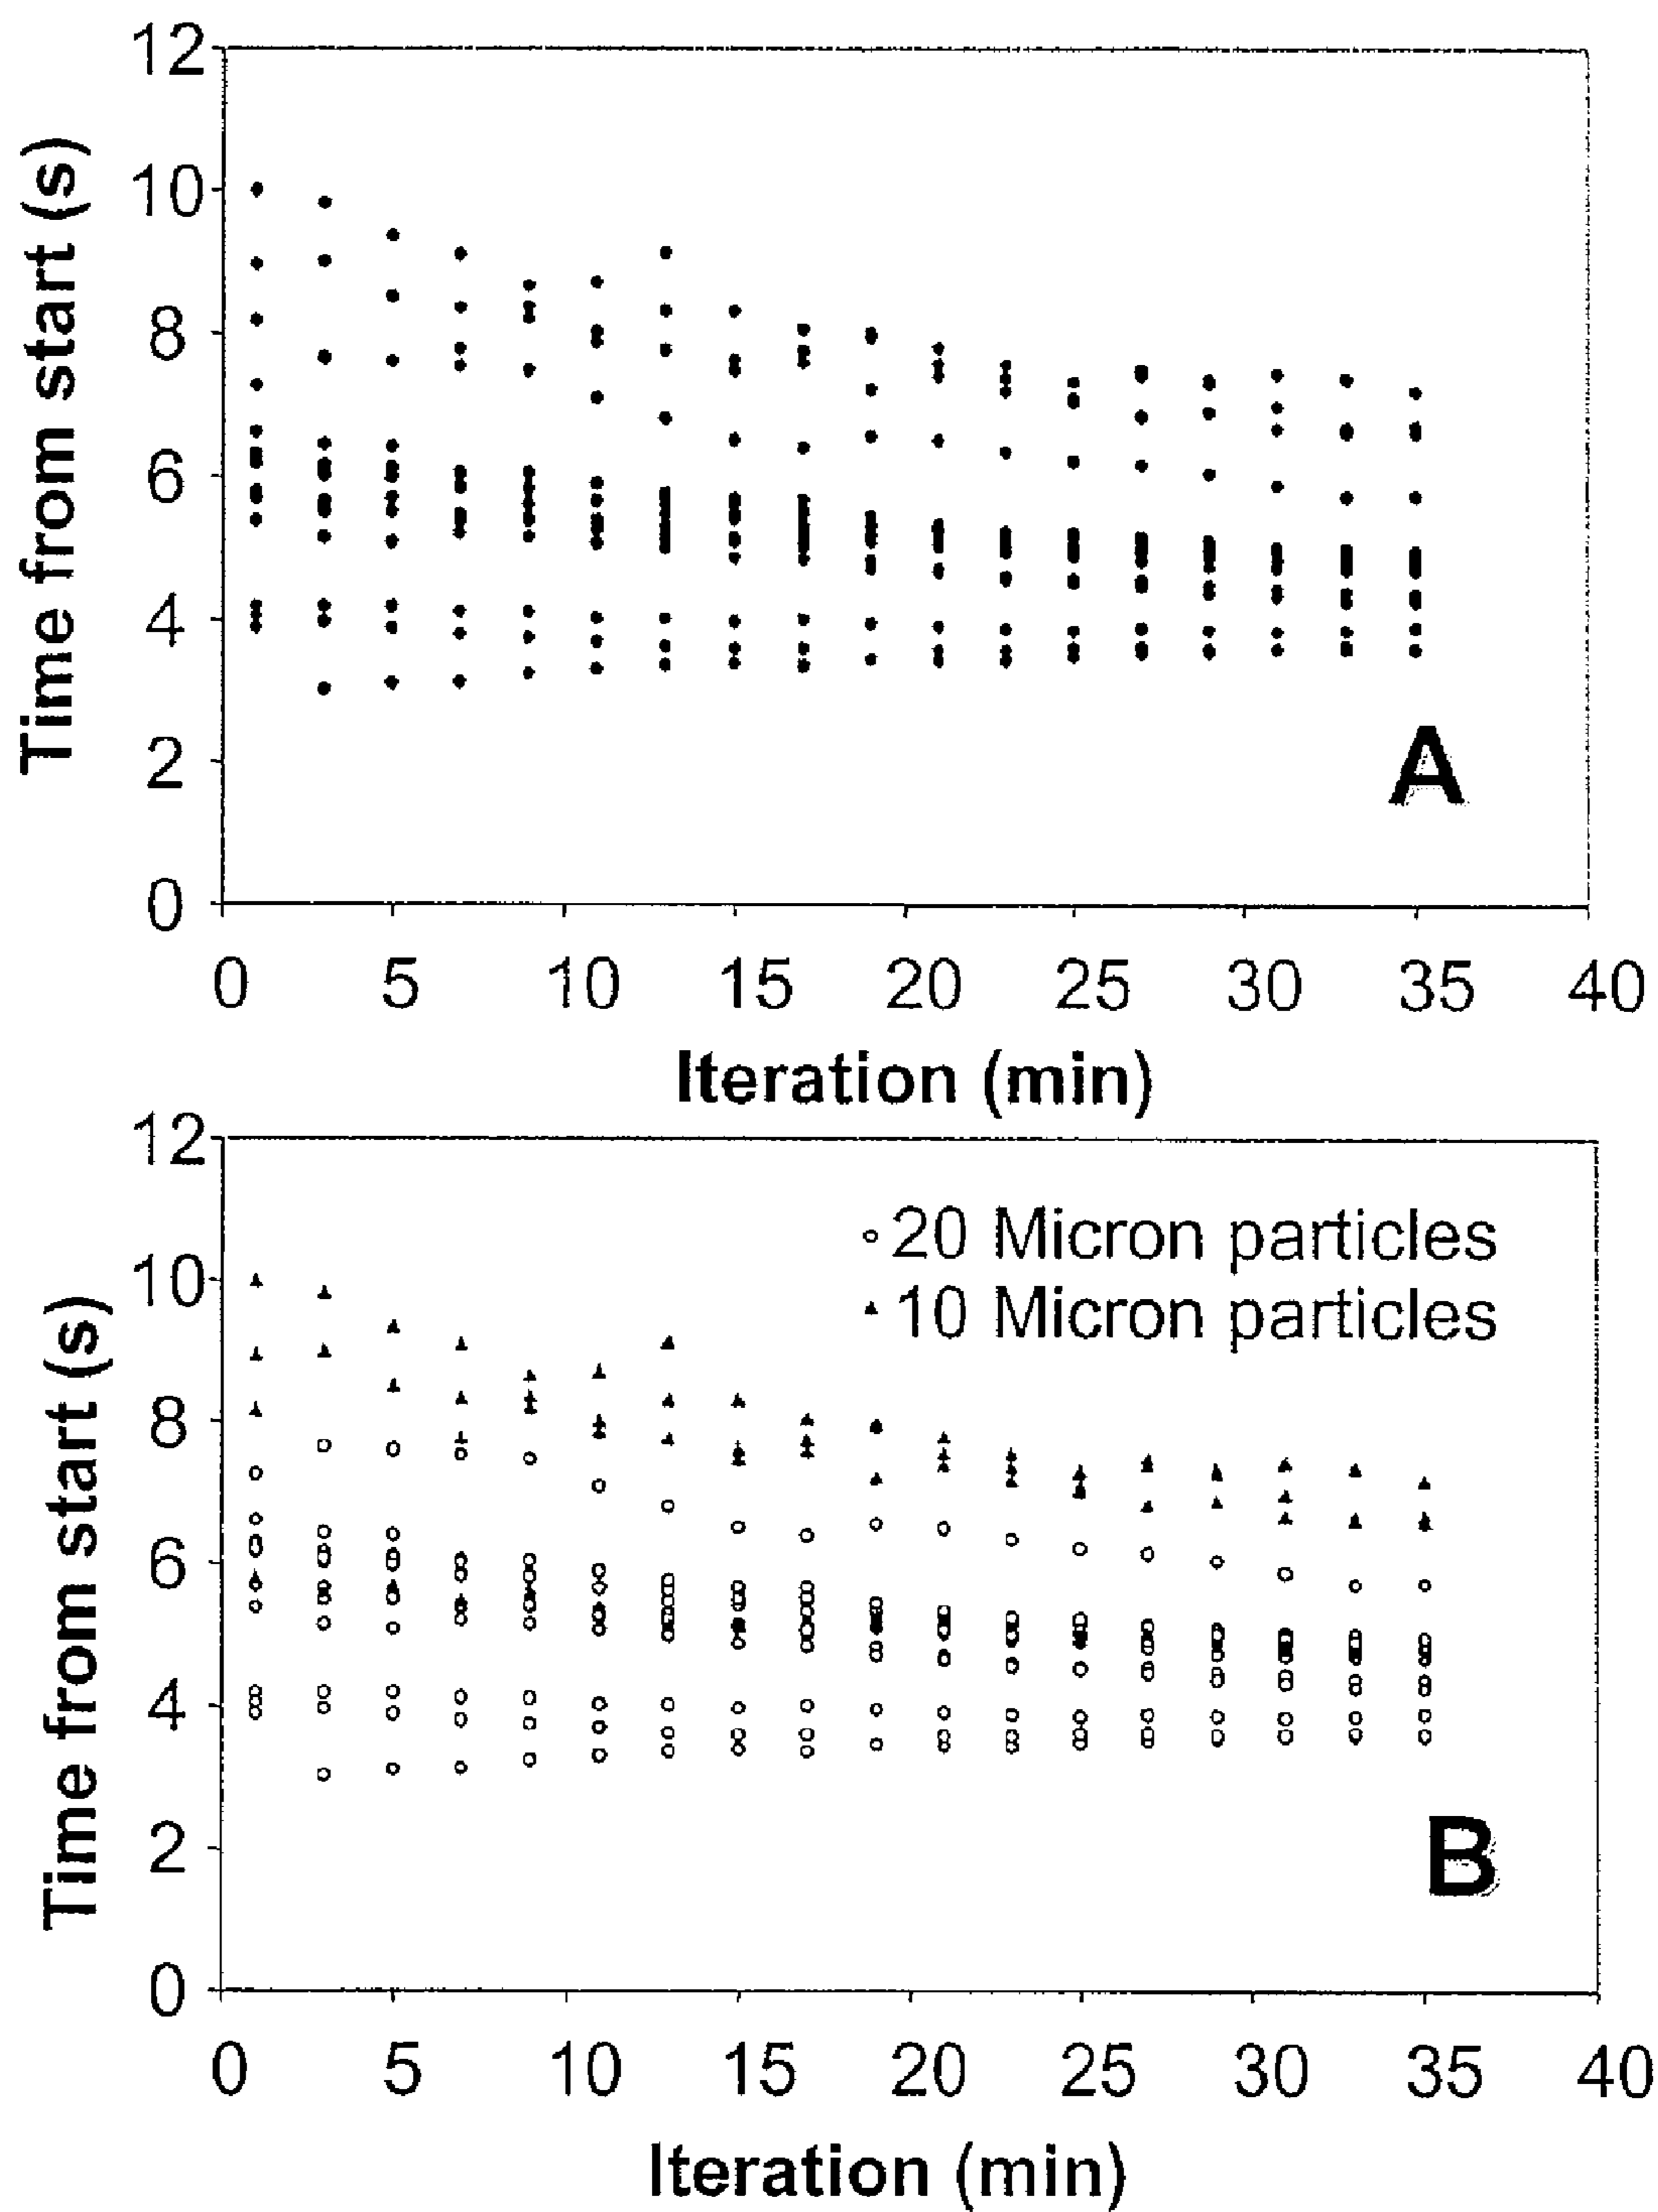 12
10
8
6
4
2
0
Time from start (s)
A
0 5 10 15 20 25 30 35 40
Iteration (min)
12
10
8
6
4
2
0
Time from start (s)
20 Micron particles
10 Micron particles
B
0 5 10 15 20 25 30 35 40
Iteration (min)